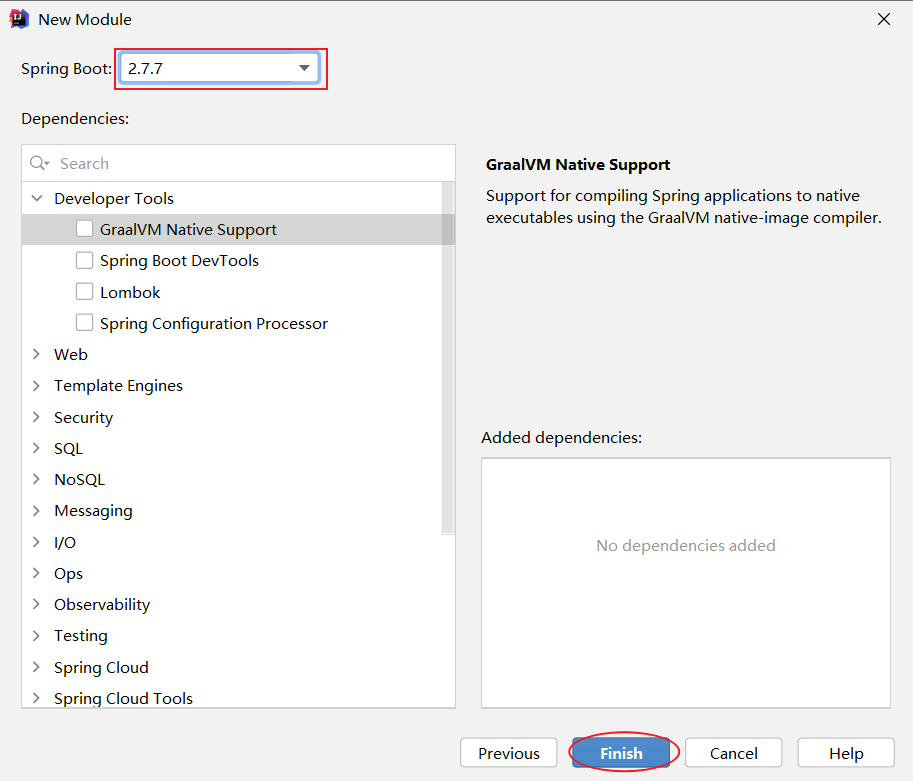 New Module
Spring Boot: 2.7.7
Dependencies:
Search
Developer Tools
GraalVM Native Support
Spring Boot DevTools
Lombok
Spring Configuration Processor
Web
Template Engines
Security
SQL
NoSQL
Messaging
I/O
Ops
Observability
Testing
Spring Cloud
Spring Cloud Tools
GraalVM Native Support
Support for compiling Spring applications to native
executables using the GraalVM native-image compiler.
Added dependencies:
No dependencies added
Previous Finish Cancel Help